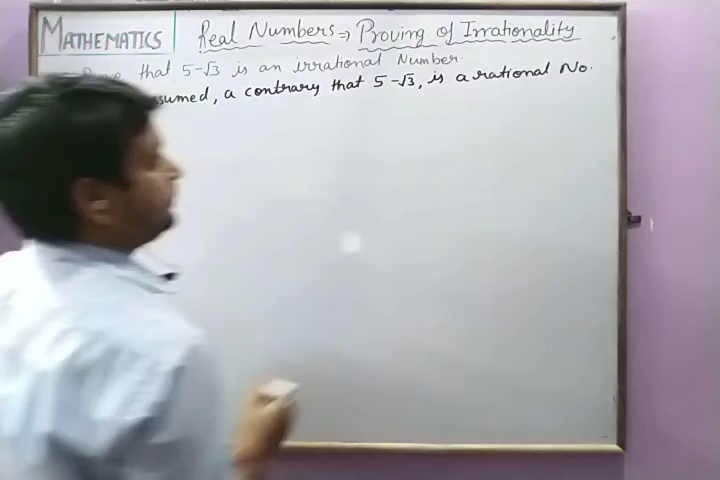 MATHEMATICS
Real Numbers ⇒ Proving of Irrationality
that 5-√3 is an irrational Number.
a contrary that 5-√3, is a rational No.